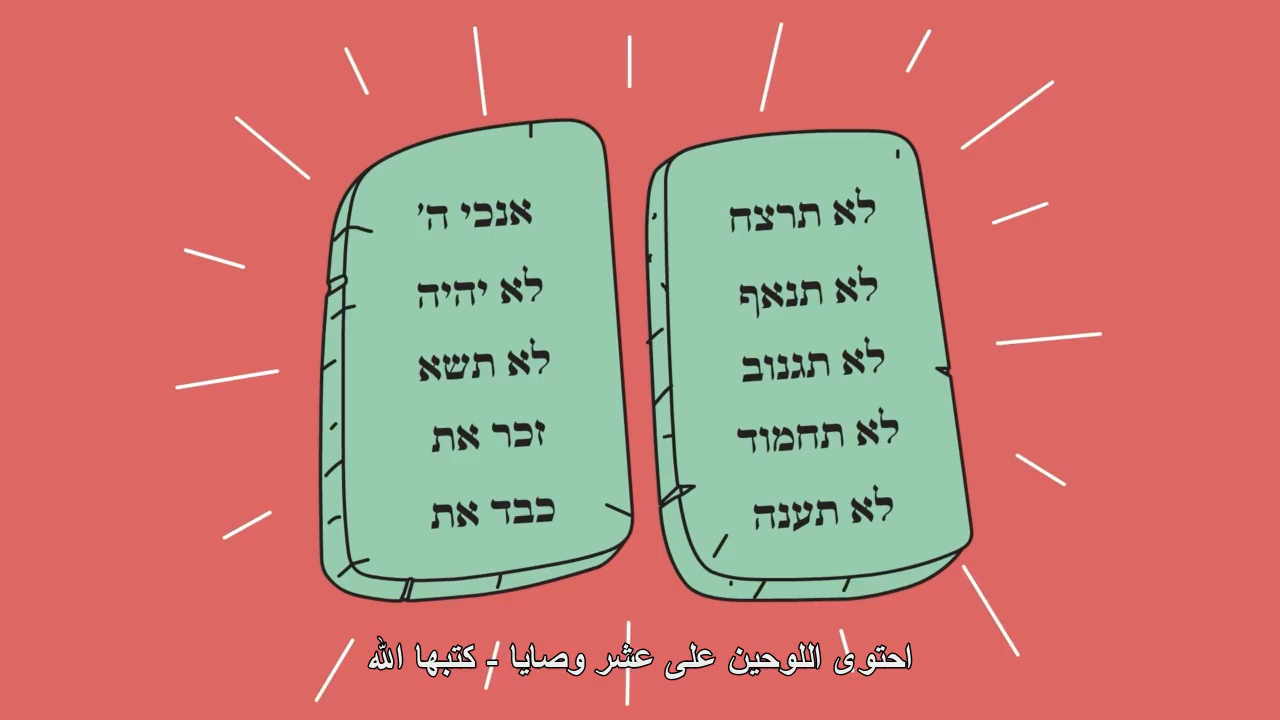 לא תרצח
לא תנאף
לא תגנוב
לא תחמוד
לא תענה
אנכי ה׳
לא יהיה
לא תשא
זכר את
כבד את
احتوى اللوحين على عشر وصايا - كتبها الله